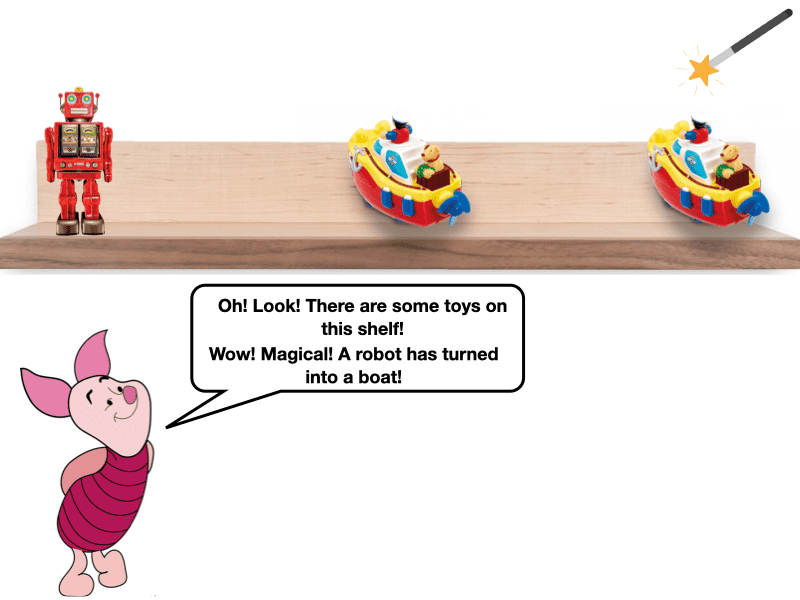 Oh! Look! There are some toys on
this shelf!
Wow! Magical! A robot has turned
into a boat!